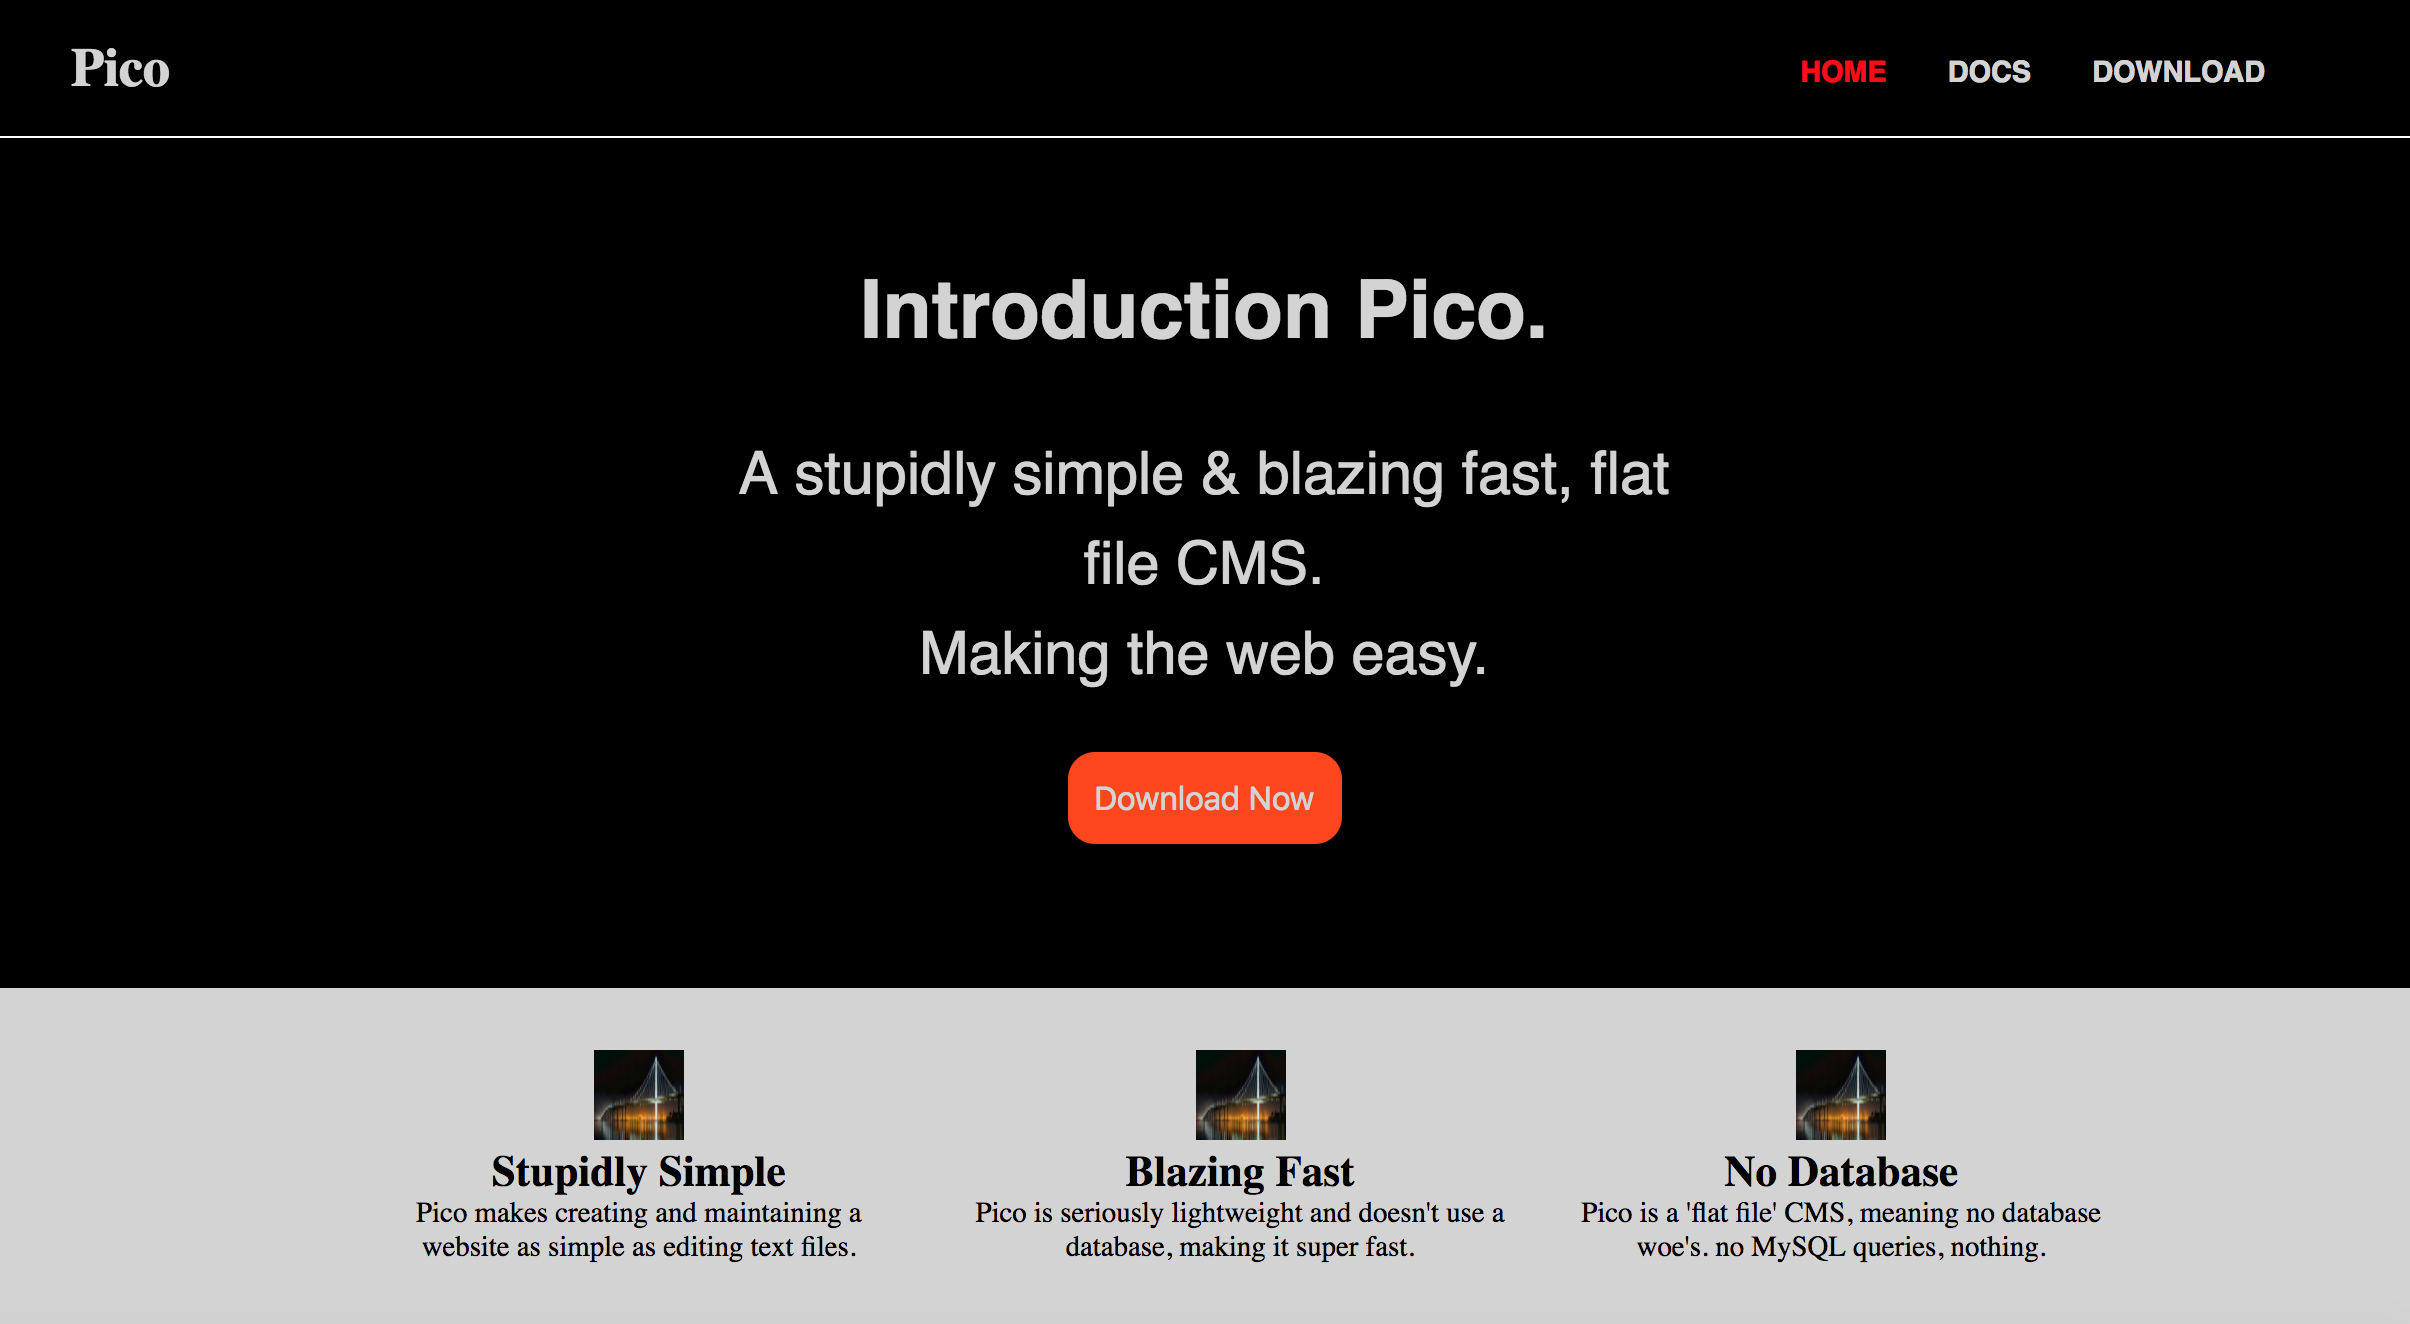 Pico
HOME DOCS DOWNLOAD
Introduction Pico.
A stupidly simple & blazing fast, flat
file CMS.
Making the web easy.
Download Now
Stupidly Simple
Pico makes creating and maintaining a
website as simple as editing text files.
Blazing Fast
Pico is seriously lightweight and doesn't use a
database, making it super fast.
No Database
Pico is a 'flat file' CMS, meaning no database
woe's. no MySQL queries, nothing.